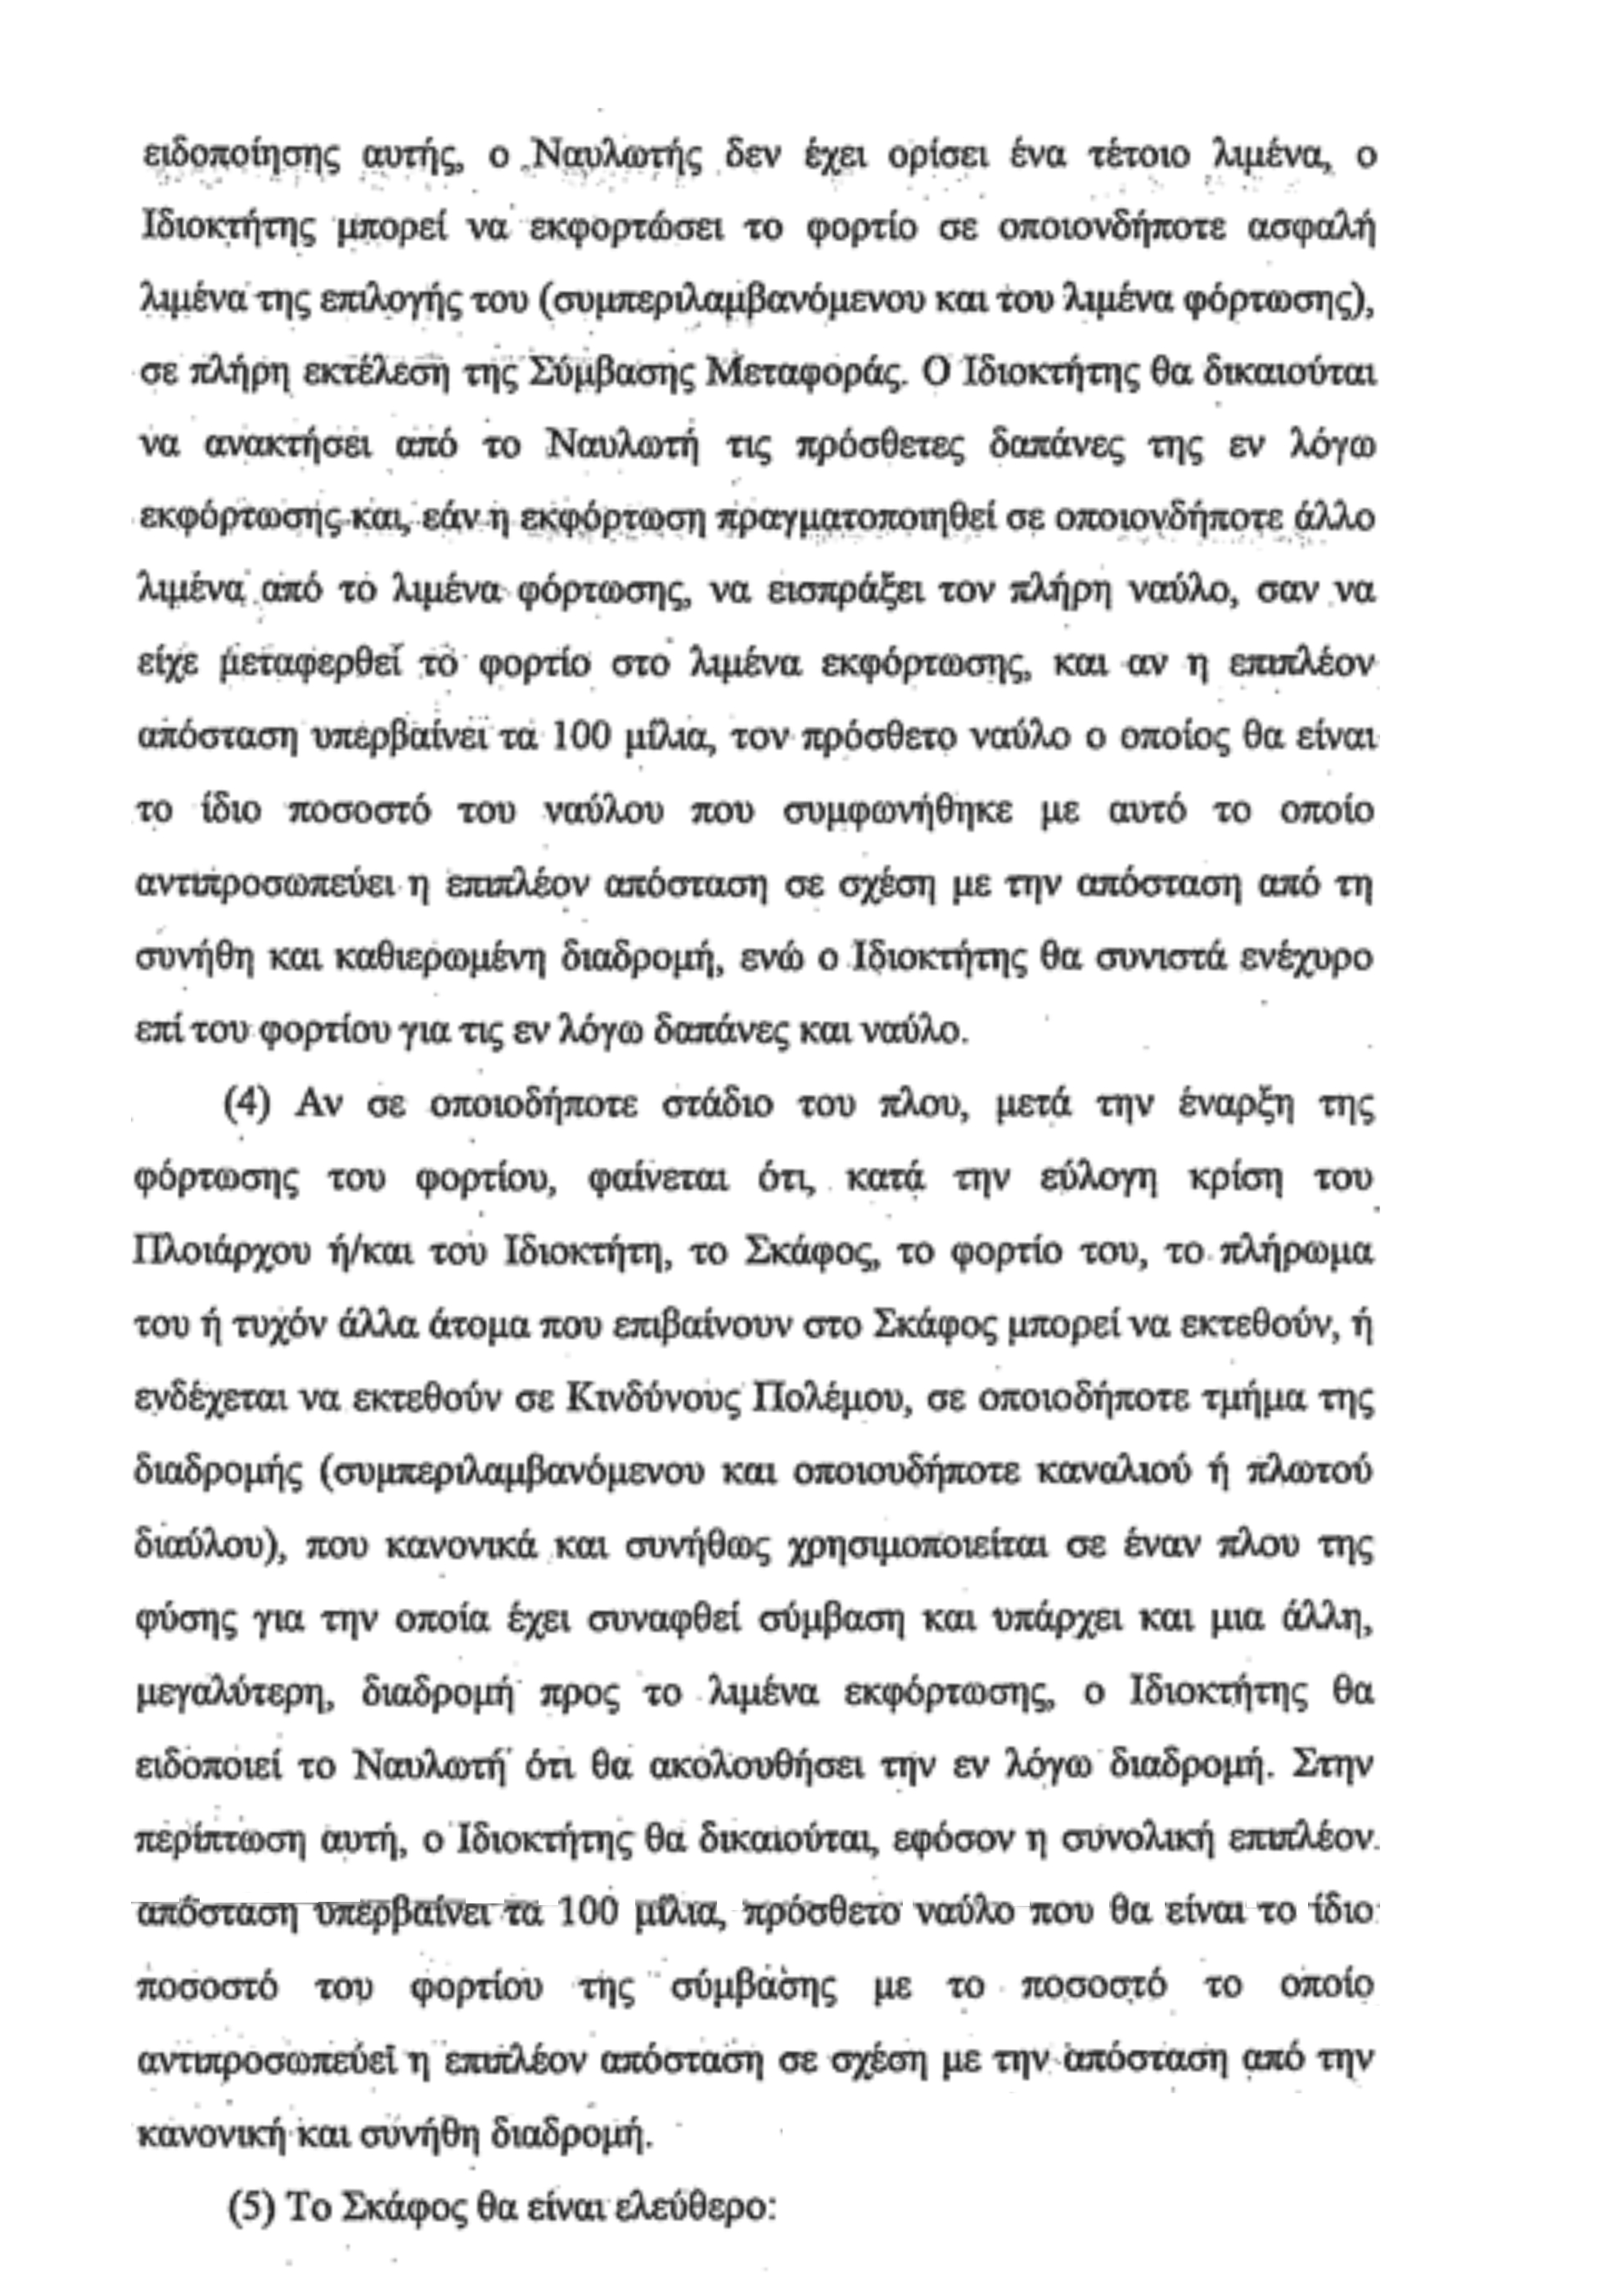 ειδοποίησης αυτής, ο Ναυλωτής δεν έχει ορίσει ένα τέτοιο λιμένα, ο
Ιδιοκτήτης μπορεί να εκφορτώσει το φορτίο σε οποιονδήποτε ασφαλή
λιμένα της επιλογής του (συμπεριλαμβανόμενου και του λιμένα φόρτωσης),
σε πλήρη εκτέλεση της Σύμβασης Μεταφοράς. Ο Ιδιοκτήτης θα δικαιούται
να ανακτήσει από το Ναυλωτή τις πρόσθετες δαπάνες της εν λόγω
εκφόρτωσης και, εάν η εκφόρτωση πραγματοποιηθεί σε οποιονδήποτε άλλο
λιμένα από το λιμένα φόρτωσης, να εισπράξει τον πλήρη ναύλο, σαν να
είχε μεταφερθεί το φορτίο στο λιμένα εκφόρτωσης, και αν η επιπλέον
απόσταση υπερβαίνει τα 100 μίλια, τον πρόσθετο ναύλο ο οποίος θα είναι
το ίδιο ποσοστό του ναύλου που συμφωνήθηκε με αυτό το οποίο
αντιπροσωπεύει η επιπλέον απόσταση σε σχέση με την απόσταση από τη
συνήθη και καθιερωμένη διαδρομή, ενώ ο Ιδιοκτήτης θα συνιστά ενέχυρο
επί του φορτίου για τις εν λόγω δαπάνες και ναύλο.
(4) Αν σε οποιοδήποτε στάδιο του πλου, μετά την έναρξη της
φόρτωσης του φορτίου, φαίνεται ότι, κατά την εύλογη κρίση του
Πλοιάρχου ή/και του Ιδιοκτήτη, το Σκάφος, το φορτίο του, το πλήρωμα
του ή τυχόν άλλα άτομα που επιβαίνουν στο Σκάφος μπορεί να εκτεθούν, ή
ενδέχεται να εκτεθούν σε Κινδύνους Πολέμου, σε οποιοδήποτε τμήμα της
διαδρομής (συμπεριλαμβανόμενου και οποιουδήποτε καναλιού ή πλωτού
διαύλου), που κανονικά και συνήθως χρησιμοποιείται σε έναν πλου της
φύσης για την οποία έχει συναφθεί σύμβαση και υπάρχει και μια άλλη,
μεγαλύτερη, διαδρομή προς το λιμένα εκφόρτωσης, ο Ιδιοκτήτης θα
ειδοποιεί το Ναυλωτή ότι θα ακολουθήσει την εν λόγω διαδρομή. Στην
περίπτωση αυτή, ο Ιδιοκτήτης θα δικαιούται, εφόσον η συνολική επιπλέον
απόσταση υπερβαίνει τα 100 μίλια, πρόσθετο ναύλο που θα είναι το ίδιο
ποσοστό του φορτίου της σύμβασης με το ποσοστό το οποίο
αντιπροσωπεύει η επιπλέον απόσταση σε σχέση με την απόσταση από την
κανονική και συνήθη διαδρομή.
(5) Το Σκάφος θα είναι ελεύθερο: